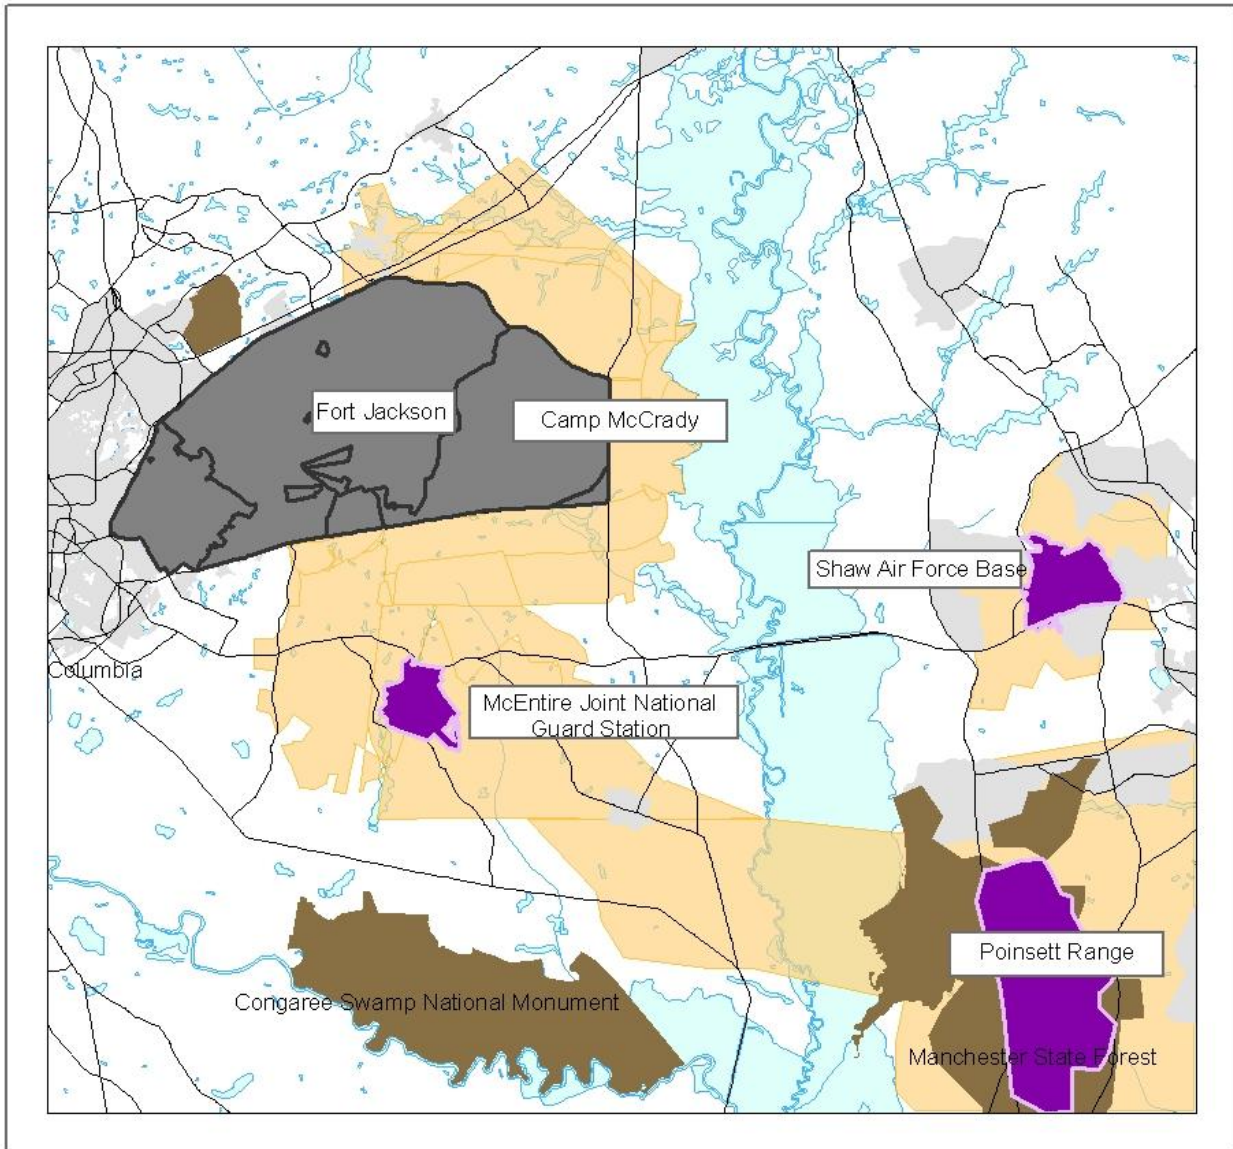 Fort Jackson
Camp McCrady
Shaw Air Force Base
Columbia
McEntire Joint National
Guard Station
Poinsett Range
Congaree Swamp National Monument
Manchester State Forest